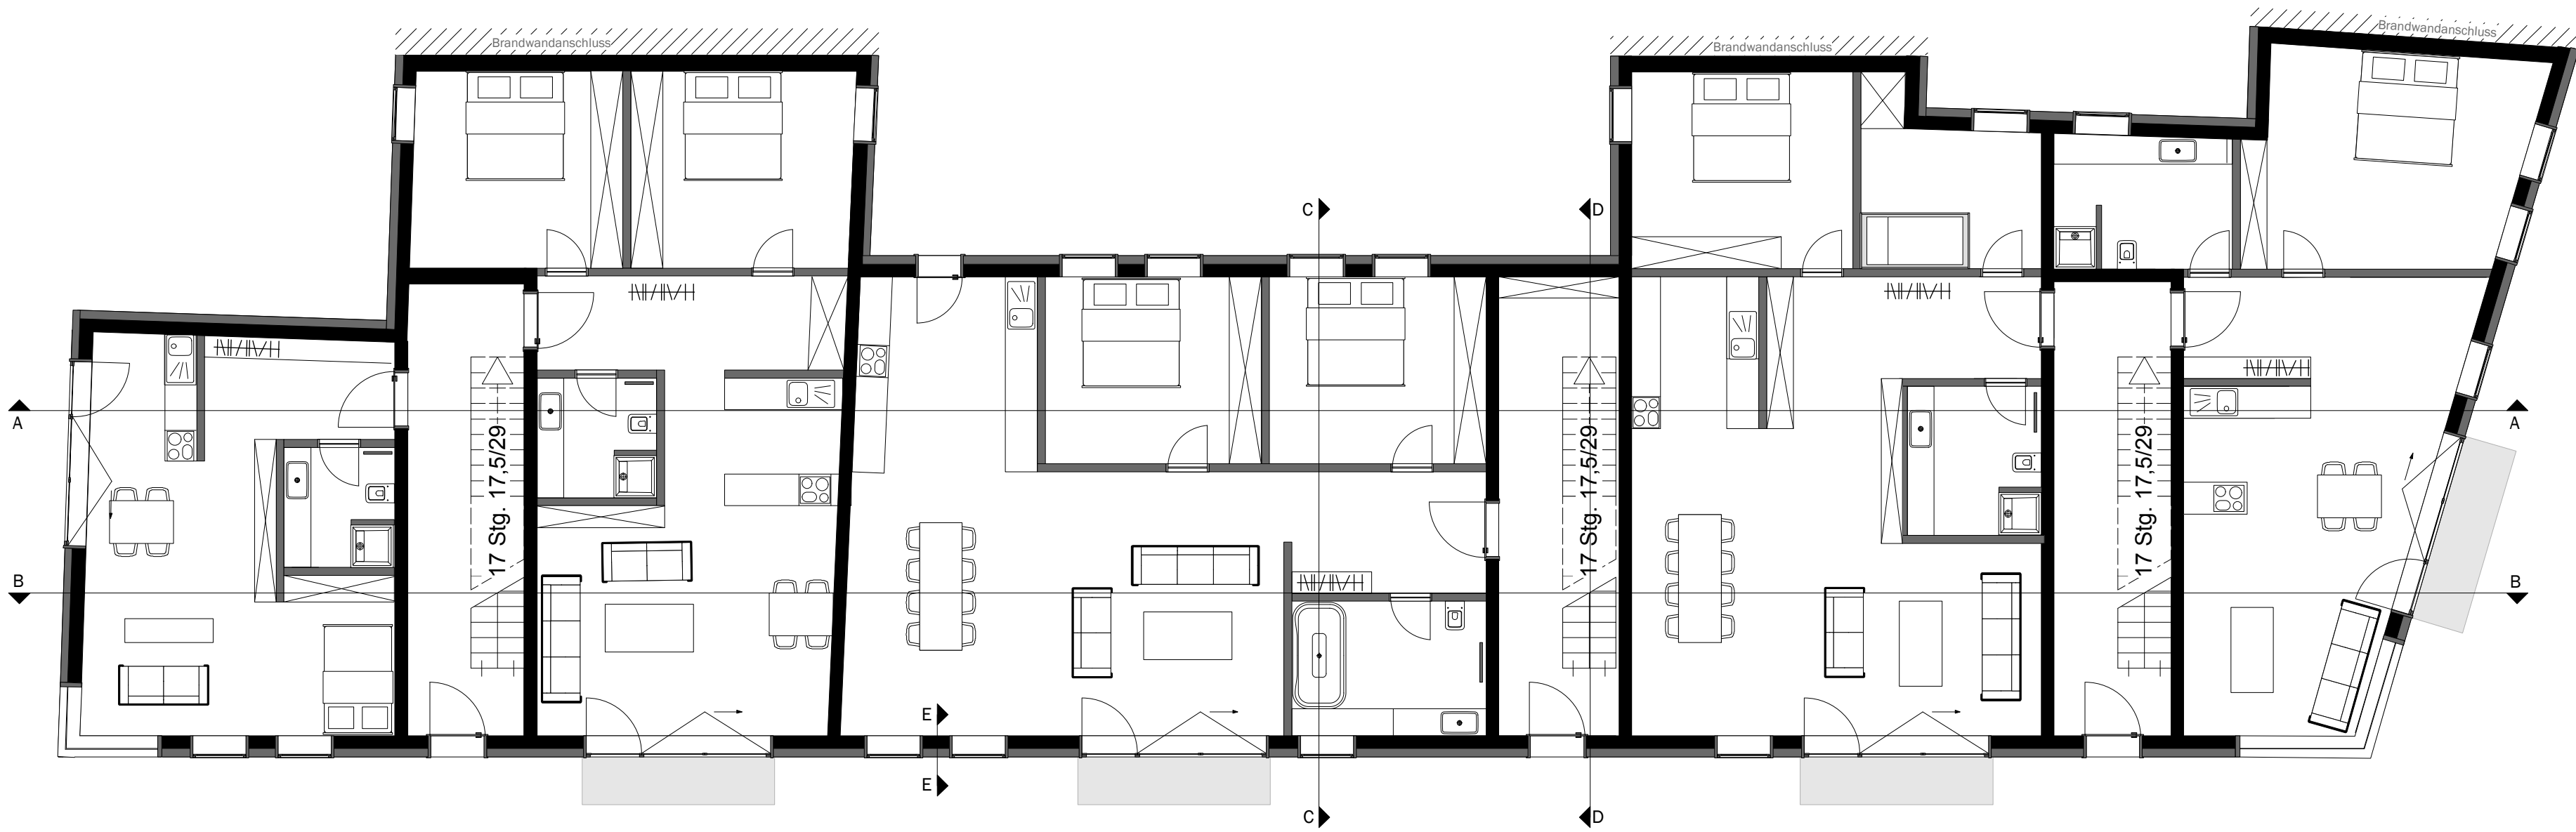 Brandwandanschluss
Brandwandanschluss
Brandwandanschluss
C
D
A
A
17 Stg. 17,5/29
17 Stg. 17,5/29
17 Stg. 17,5/29
B
B
E
E
C
D